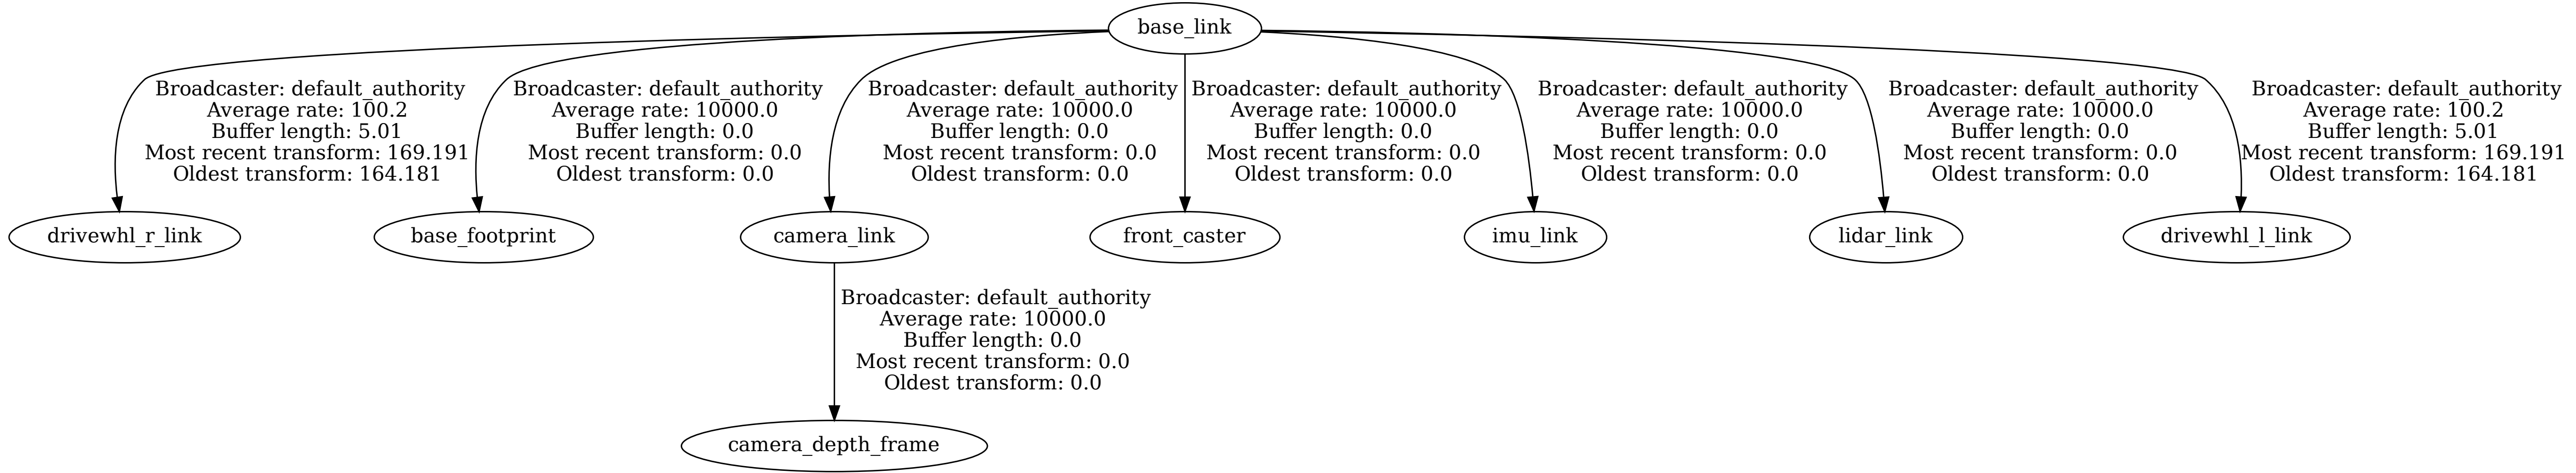 base_link
Broadcaster: default_authority
Average rate: 100.2
Buffer length: 5.01
Most recent transform: 169.191
Oldest transform: 164.181
Broadcaster: default_authority
Average rate: 10000.0
Buffer length: 0.0
Most recent transform: 0.0
Oldest transform: 0.0
Broadcaster: default_authority
Average rate: 10000.0
Buffer length: 0.0
Most recent transform: 0.0
Oldest transform: 0.0
Broadcaster: default_authority
Average rate: 10000.0
Buffer length: 0.0
Most recent transform: 0.0
Oldest transform: 0.0
Broadcaster: default_authority
Average rate: 10000.0
Buffer length: 0.0
Most recent transform: 0.0
Oldest transform: 0.0
Broadcaster: default_authority
Average rate: 10000.0
Buffer length: 0.0
Most recent transform: 0.0
Oldest transform: 0.0
Broadcaster: default_authority
Average rate: 100.2
Buffer length: 5.01
Most recent transform: 169.191
Oldest transform: 164.181
drivewhl_r_link
base_footprint
camera_link
front_caster
imu_link
lidar_link
drivewhl_l_link
Broadcaster: default_authority
Average rate: 10000.0
Buffer length: 0.0
Most recent transform: 0.0
Oldest transform: 0.0
camera_depth_frame